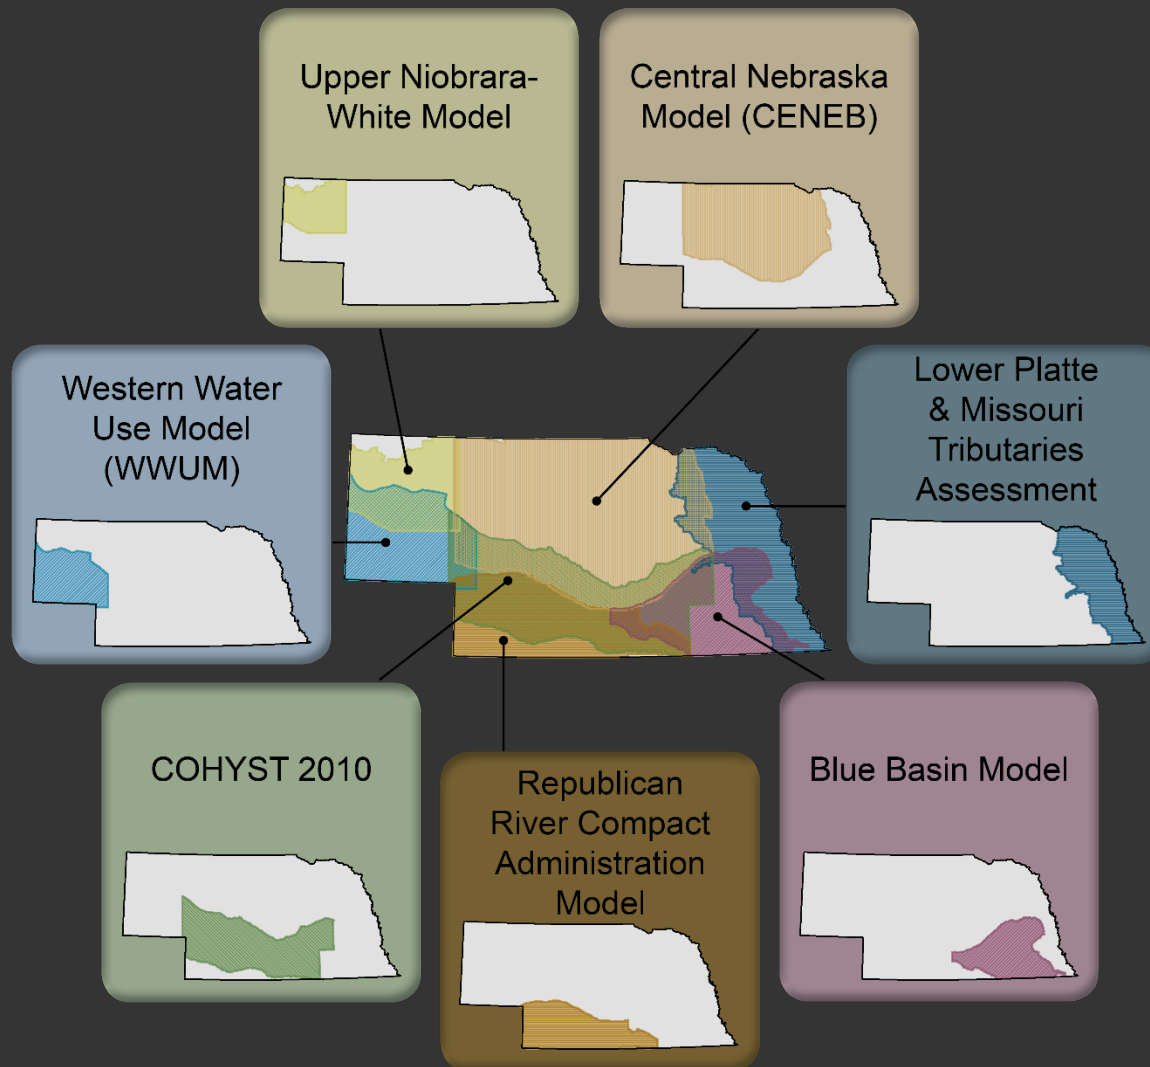 Upper Niobrara-
White Model
Central Nebraska
Model (CENEB)
Western Water
Use Model
(WWUM)
Lower Platte
& Missouri
Tributaries
Assessment
COHYST 2010
Republican
River Compact
Administration
Model
Blue Basin Model